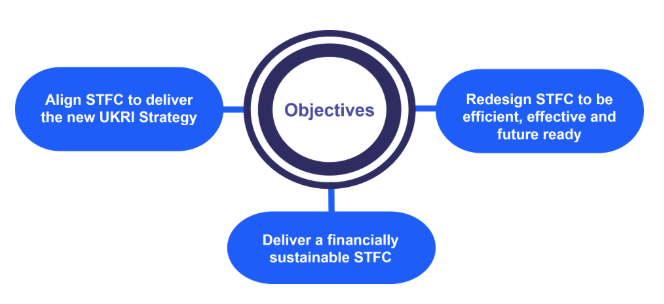 Objectives
Align STFC to deliver
the new UKRI Strategy
Redesign STFC to be
efficient, effective and
future ready
Deliver a financially
sustainable STFC